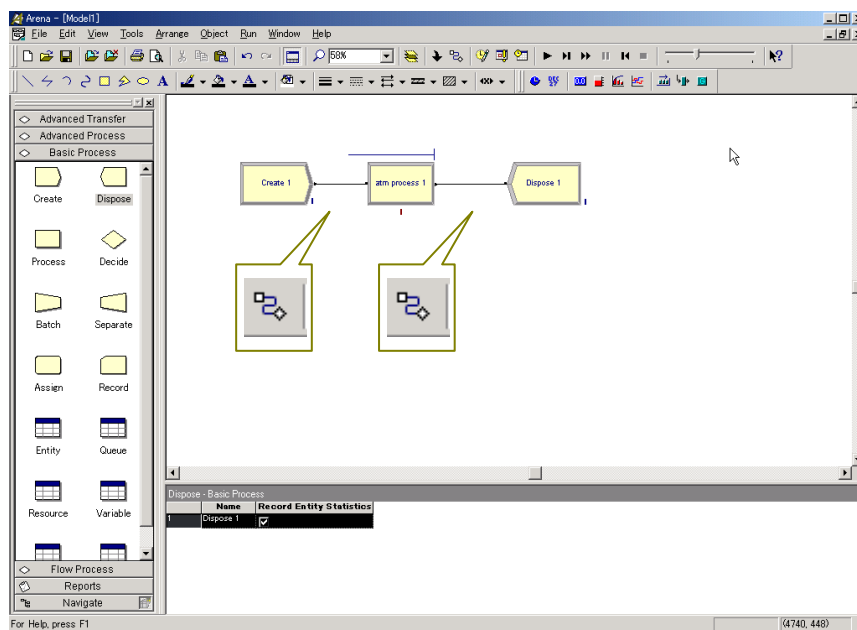 Arena - [Model1]
File Edit View Tools Arrange Object Run Window Help
58%
Advanced Transfer
Advanced Process
Basic Process
Create Dispose
Process Decide
Batch Separate
Assign Record
Entity Queue
Resource Variable
Flow Process
Reports
Navigate
Create 1
atm process 1
Dispose 1
Dispose - Basic Process
Name Record Entity Statistics
1 Dispose 1
For Help, press F1
(4740, 448)